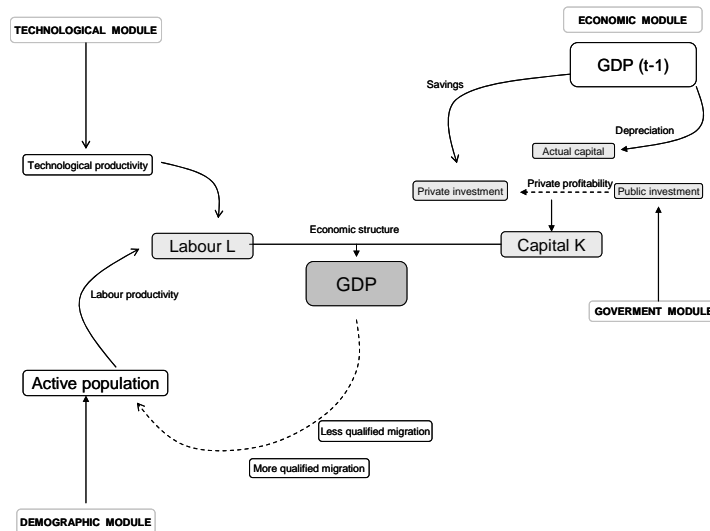 TECHNOLOGICAL MODULE
ECONOMIC MODULE
GDP (t-1)
Savings
Depreciation
Actual capital
Technological productivity
Private investment
Private profitability
Public investment
Economic structure
Labour L
Capital K
GDP
Labour productivity
GOVERMENT MODULE
Active population
Less qualified migration
More qualified migration
DEMOGRAPHIC MODULE